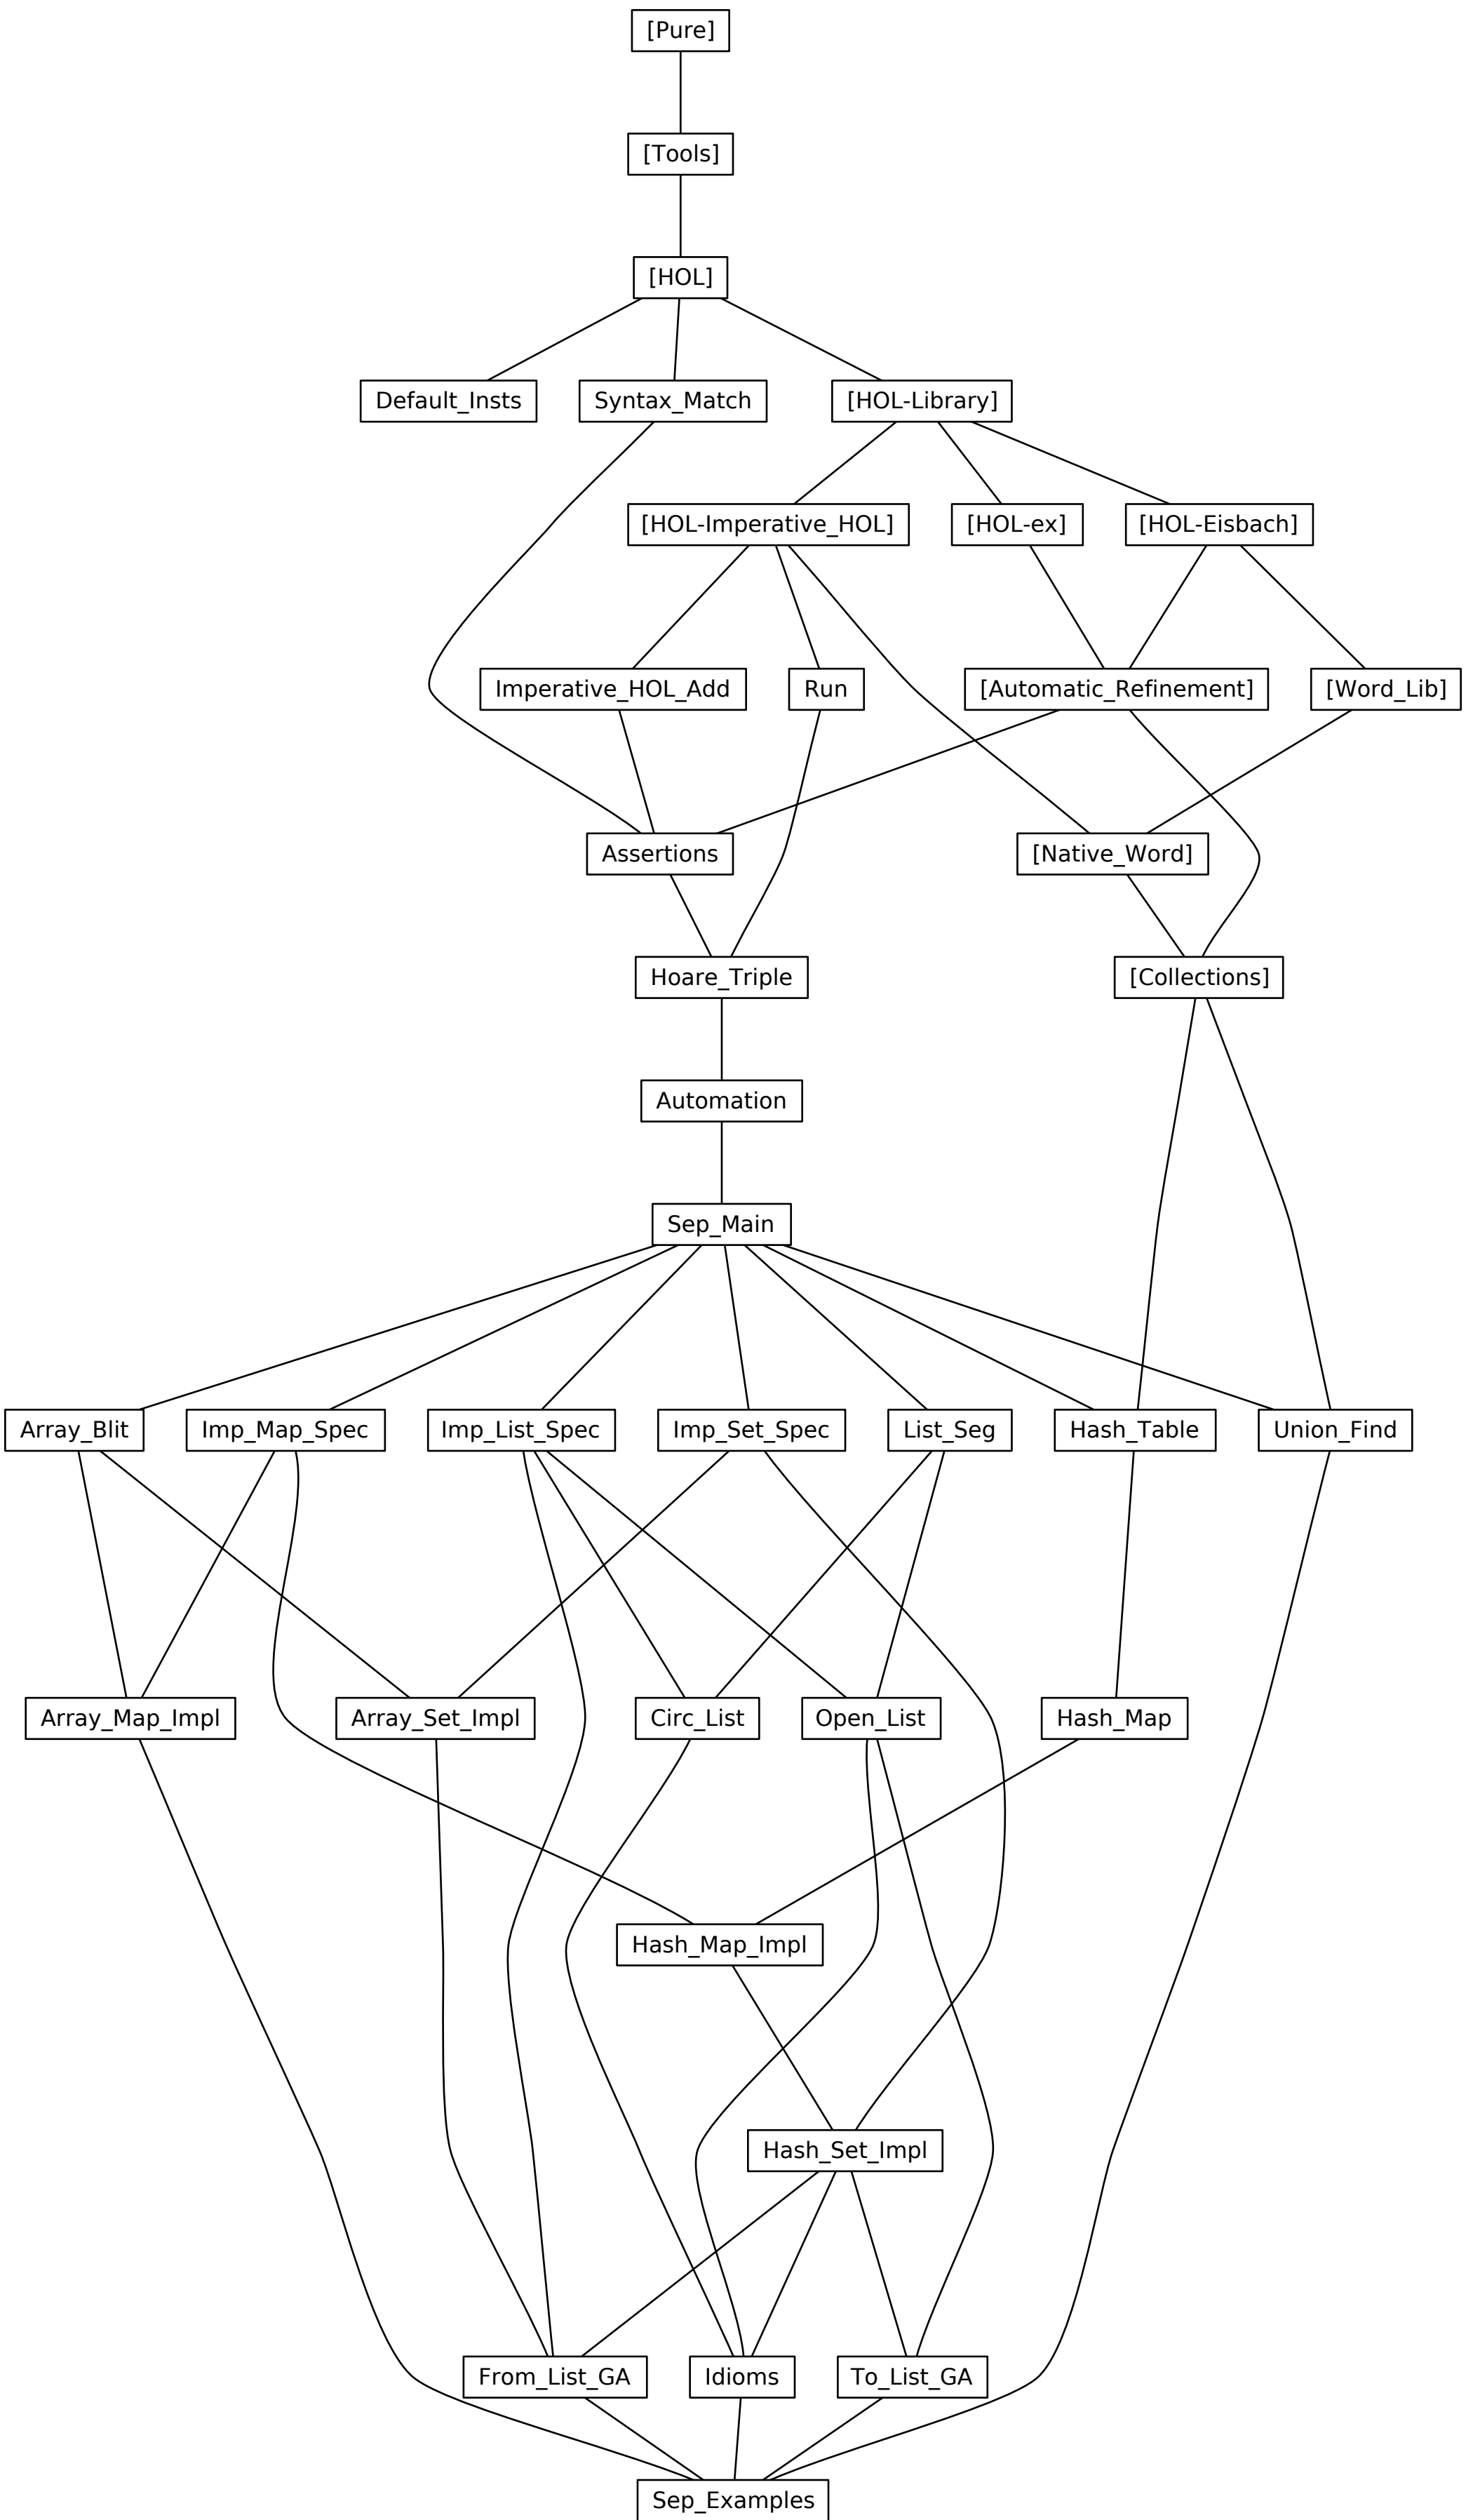 [Pure]
[Tools]
[HOL]
Default_Insts
Syntax_Match
[HOL-Library]
[HOL-Imperative_HOL]
[HOL-ex]
[HOL-Eisbach]
Imperative_HOL_Add
Run
[Automatic_Refinement]
[Word_Lib]
Assertions
[Native_Word]
Hoare_Triple
[Collections]
Automation
Sep_Main
Array_Blit
Imp_Map_Spec
Imp_List_Spec
Imp_Set_Spec
List_Seg
Hash_Table
Union_Find
Array_Map_Impl
Array_Set_Impl
Circ_List
Open_List
Hash_Map
Hash_Map_Impl
Hash_Set_Impl
From_List_GA
Idioms
To_List_GA
Sep_Examples